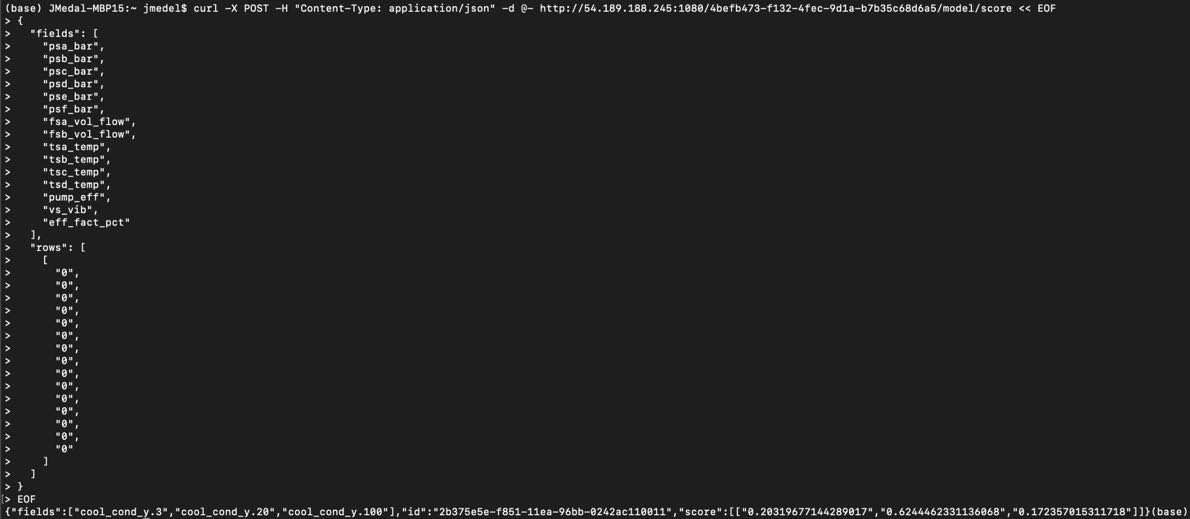 (base) JMedal-MBP15:~ jmedel$ curl -X POST -H "Content-Type: application/json" -d @- http://54.189.188.245:1080/4befb473-f132-4fec-9d1a-b7b35c68d6a5/model/score << EOF
> {
>   "fields": [
>     "psa_bar",
>     "psb_bar",
>     "psc_bar",
>     "psd_bar",
>     "pse_bar",
>     "psf_bar",
>     "fsa_vol_flow",
>     "fsb_vol_flow",
>     "tsa_temp",
>     "tsb_temp",
>     "tsc_temp",
>     "tsd_temp",
>     "pump_eff",
>     "vs_vib",
>     "eff_fact_pct"
>   ],
>   "rows": [
>     [
>       "0",
>       "0",
>       "0",
>       "0",
>       "0",
>       "0",
>       "0",
>       "0",
>       "0",
>       "0",
>       "0",
>       "0",
>       "0",
>       "0",
>       "0"
>     ]
>   ]
> }
[> EOF
{"fields":["cool_cond_y.3","cool_cond_y.20","cool_cond_y.100"],"id":"2b375e5e-f851-11ea-96bb-0242ac110011","score":[["0.20319677144289017","0.6244462331136068","0.172357015311718"]]}(base)